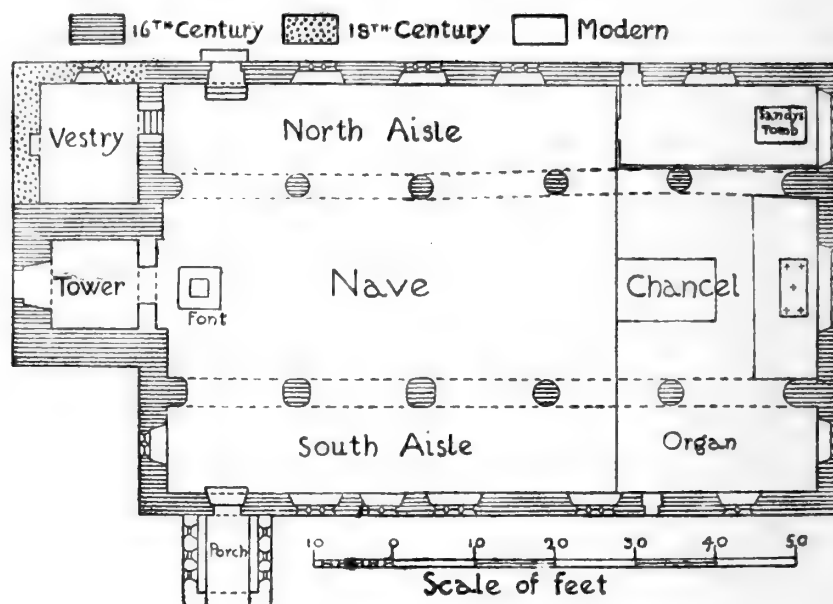 16TH Century 18TH Century Modern
Vestry
North Aisle
Sandys
Tomb
Tower
Font
Nave
Chancel
South Aisle
Organ
Porch
10 0 10 20 30 40 50
Scale of feet